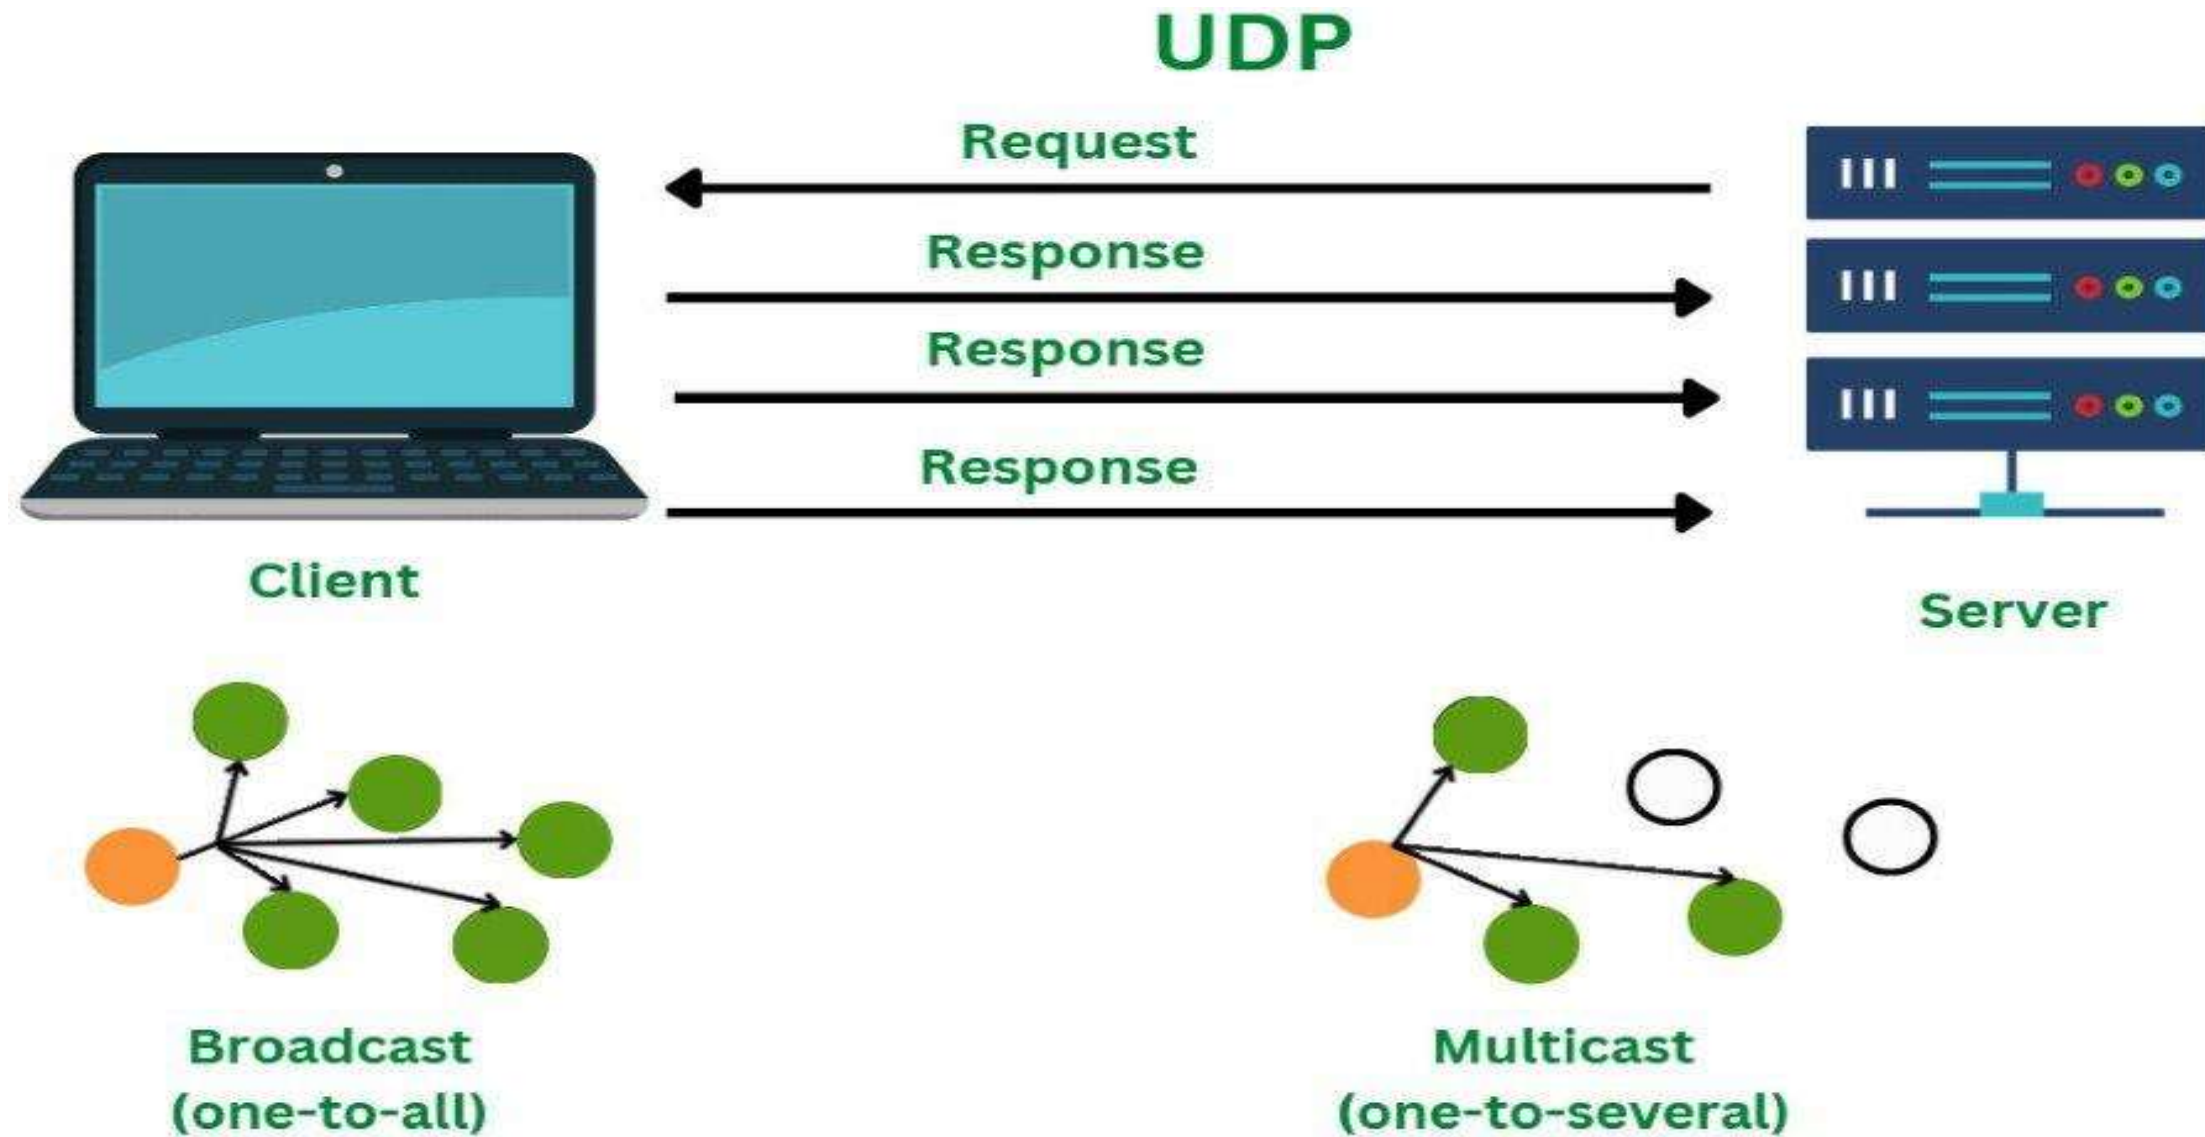 UDP
Request
Response
Response
Response
Client
Server
Broadcast
(one-to-all)
Multicast
(one-to-several)